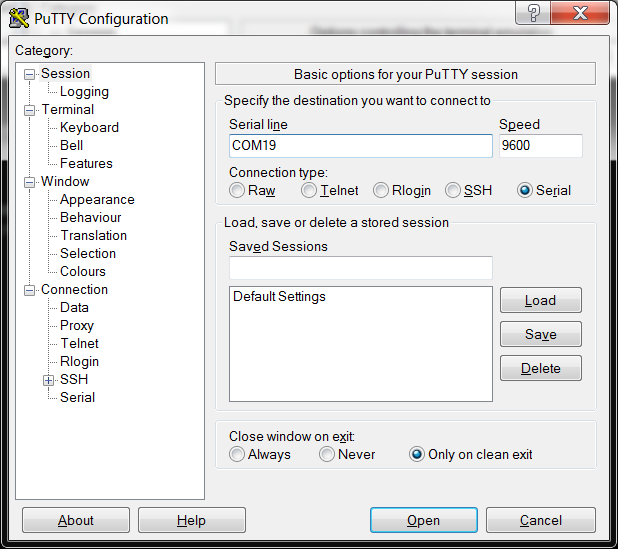 PuTTY Configuration
?
Category:
Session
Logging
Terminal
Keyboard
Bell
Features
Window
Appearance
Behaviour
Translation
Selection
Colours
Connection
Data
Proxy
Telnet
Rlogin
SSH
Serial
Basic options for your PuTTY session
Specify the destination you want to connect to
Serial line Speed
COM19 9600
Connection type:
Raw Telnet Rlogin SSH Serial
Load, save or delete a stored session
Saved Sessions
Default Settings
Load
Save
Delete
Close window on exit:
Always Never Only on clean exit
About Help Open Cancel